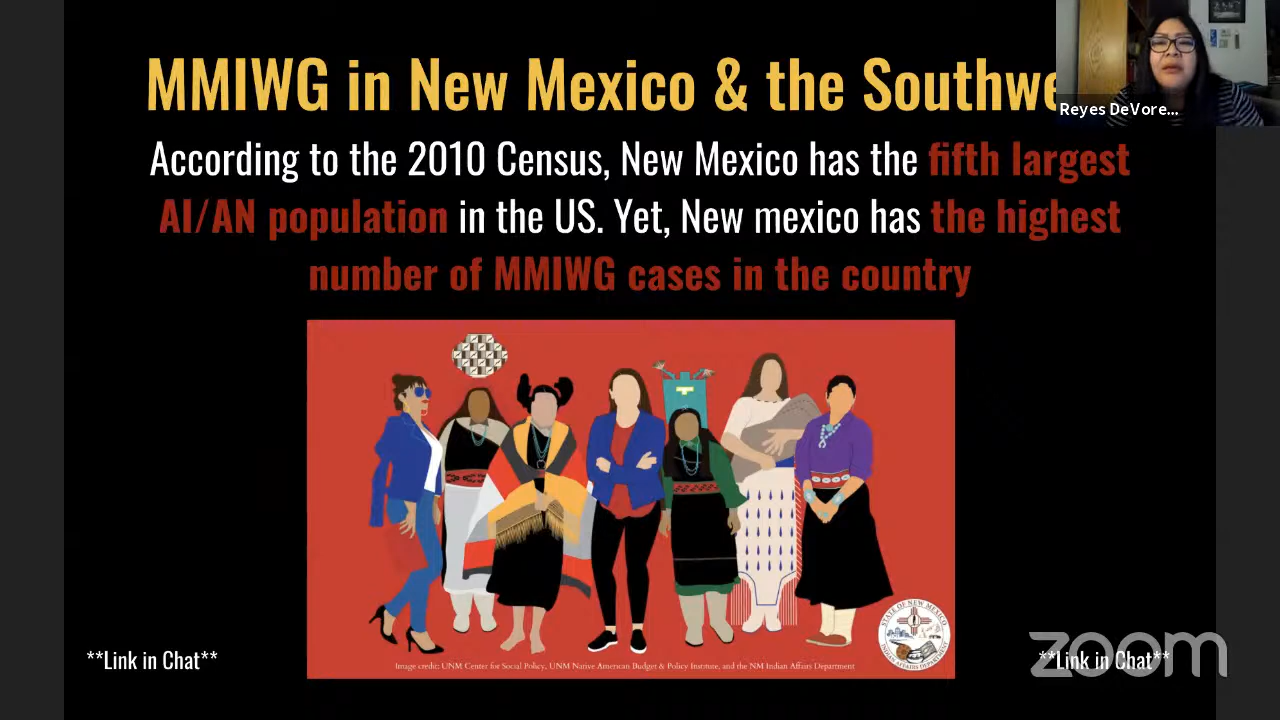 MMIWG in New Mexico & the Southwe
Reyes DeVore...
According to the 2010 Census, New Mexico has the fifth largest
AI/AN population in the US. Yet, New mexico has the highest
number of MMIWG cases in the country
STATE OF NEW MEXICO
INDIAN AFFAIRS DEPARTMENT
Image credit: UNM Center for Social Policy, UNM Native American Budget & Policy Institute, and the NM Indian Affairs Department
**Link in Chat**
**Link in Chat**
zoom